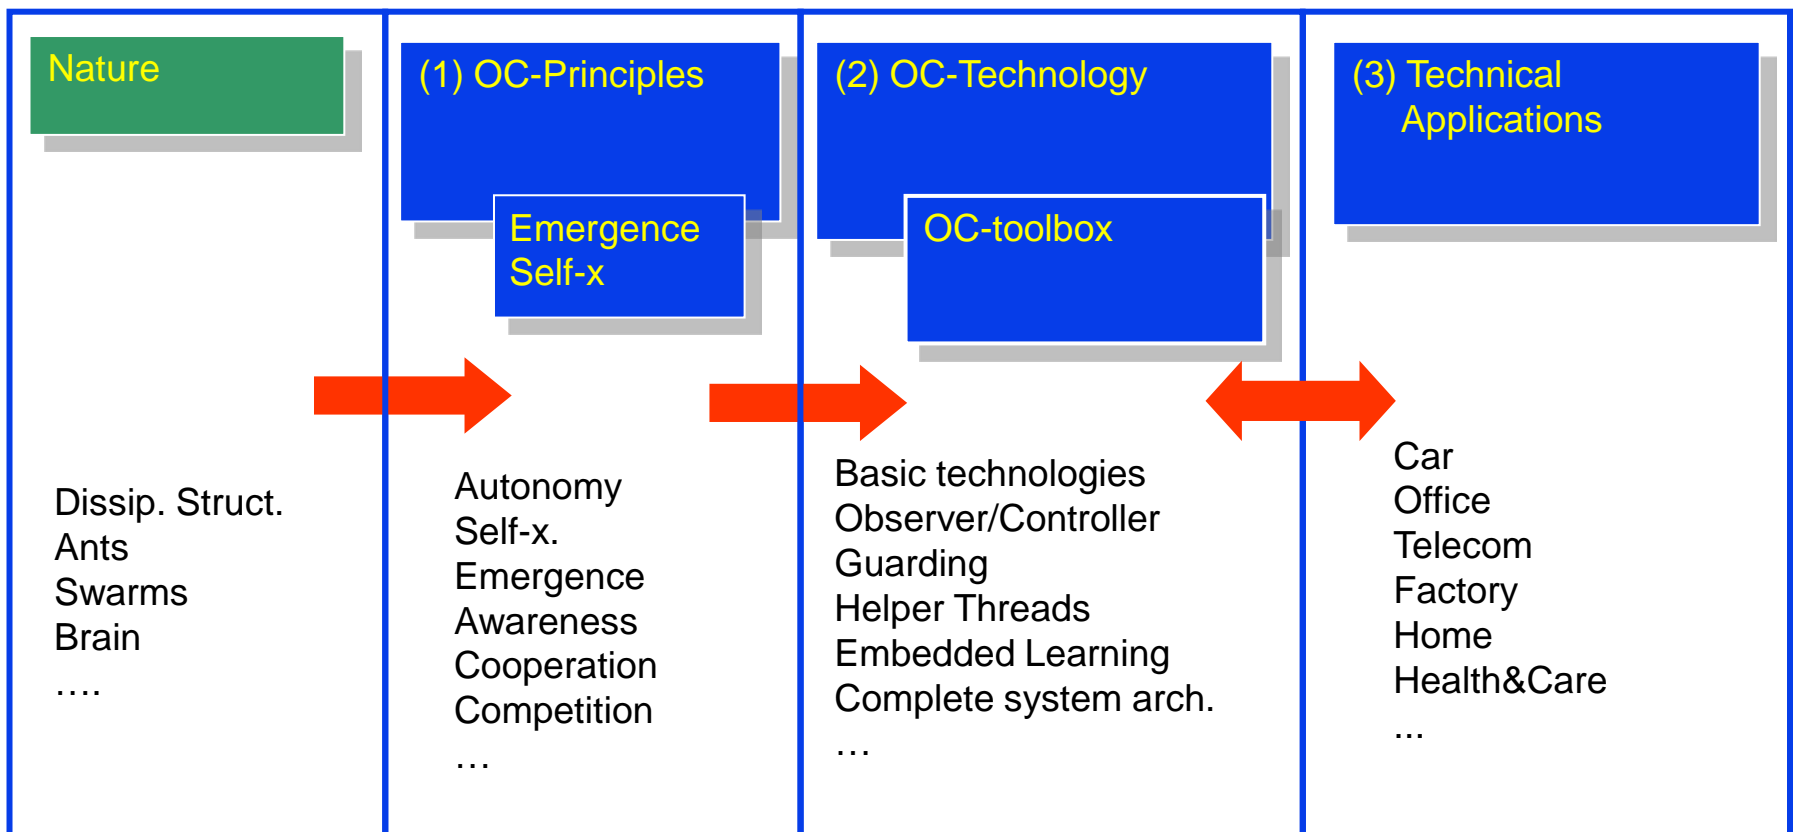 Nature
Dissip. Struct.
Ants
Swarms
Brain
….
(1) OC-Principles
Emergence
Self-x
Autonomy
Self-x.
Emergence
Awareness
Cooperation
Competition
…
(2) OC-Technology
OC-toolbox
Basic technologies
Observer/Controller
Guarding
Helper Threads
Embedded Learning
Complete system arch.
…
(3) Technical
Applications
Car
Office
Telecom
Factory
Home
Health&Care
...